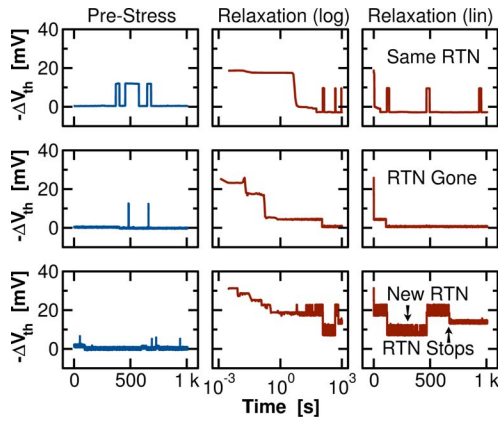 Pre-Stress Relaxation (log) Relaxation (lin)
-ΔVth [mV]
40
20
0
Same RTN
-ΔVth [mV]
40
20
0
RTN Gone
-ΔVth [mV]
40
20
0
New RTN
RTN Stops
0 500 1 k 10⁻³ 10⁰ 10³ 0 500 1 k
Time [s]